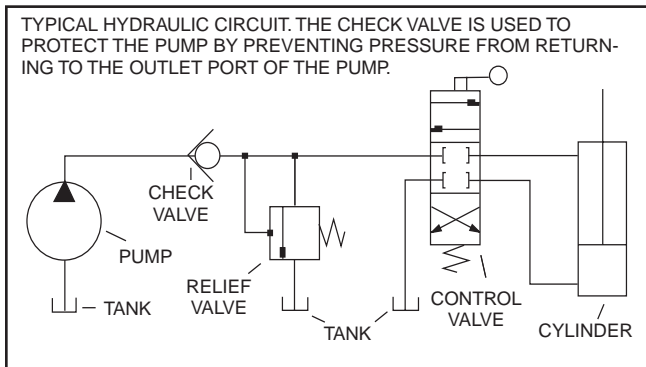 TYPICAL HYDRAULIC CIRCUIT. THE CHECK VALVE IS USED TO
PROTECT THE PUMP BY PREVENTING PRESSURE FROM RETURN-
ING TO THE OUTLET PORT OF THE PUMP.
CHECK
VALVE
PUMP
TANK
RELIEF
VALVE
TANK
CONTROL
VALVE
CYLINDER